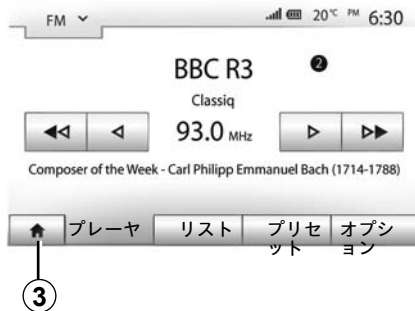 FM 20°C PM 6:30
BBC R3 2
Classiq
93.0 MHz
Composer of the Week - Carl Philipp Emmanuel Bach (1714-1788)
プレーヤ リスト プリセット オプション
3